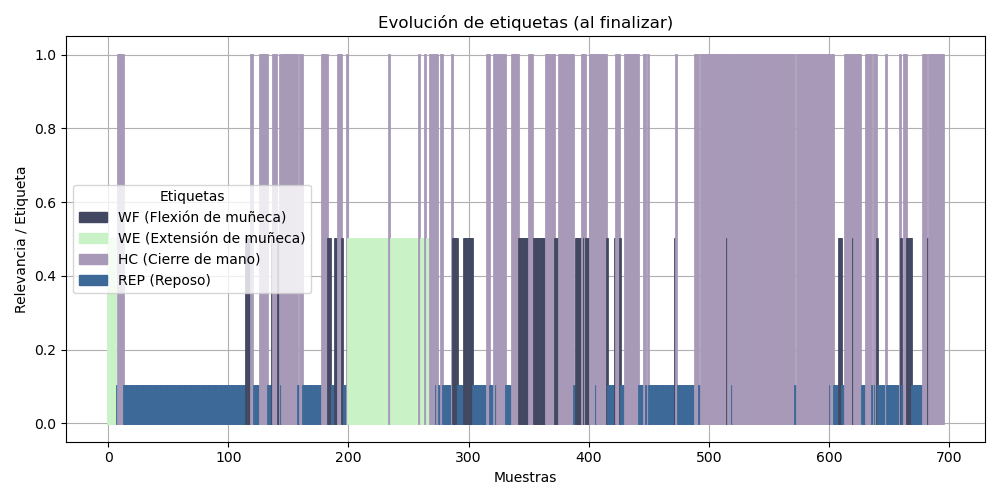 Evolución de etiquetas (al finalizar)
1.0
0.8
0.6
0.4
0.2
0.0
Relevancia / Etiqueta
Etiquetas
WF (Flexión de muñeca)
WE (Extensión de muñeca)
HC (Cierre de mano)
REP (Reposo)
0 100 200 300 400 500 600 700
Muestras